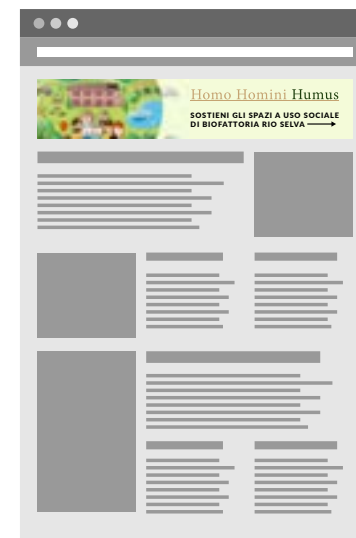 Homo Homini Humus
SOSTIENI GLI SPAZI A USO SOCIALE
DI BIOFATTORIA RIO SELVA